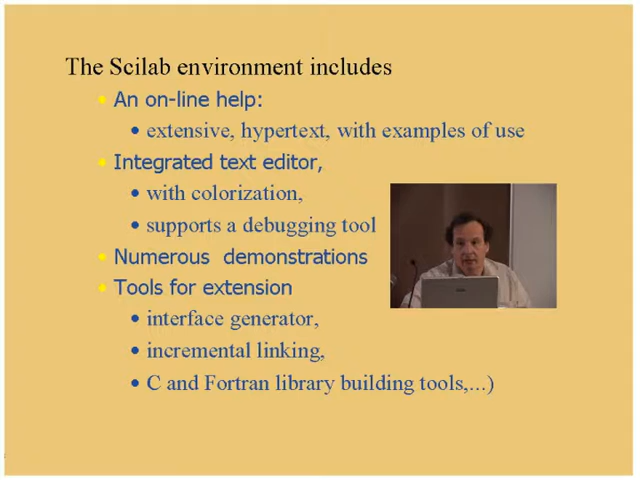 The Scilab environment includes
• An on-line help:
• extensive, hypertext, with examples of use
• Integrated text editor,
• with colorization,
• supports a debugging tool
• Numerous demonstrations
• Tools for extension
• interface generator,
• incremental linking,
• C and Fortran library building tools,...)